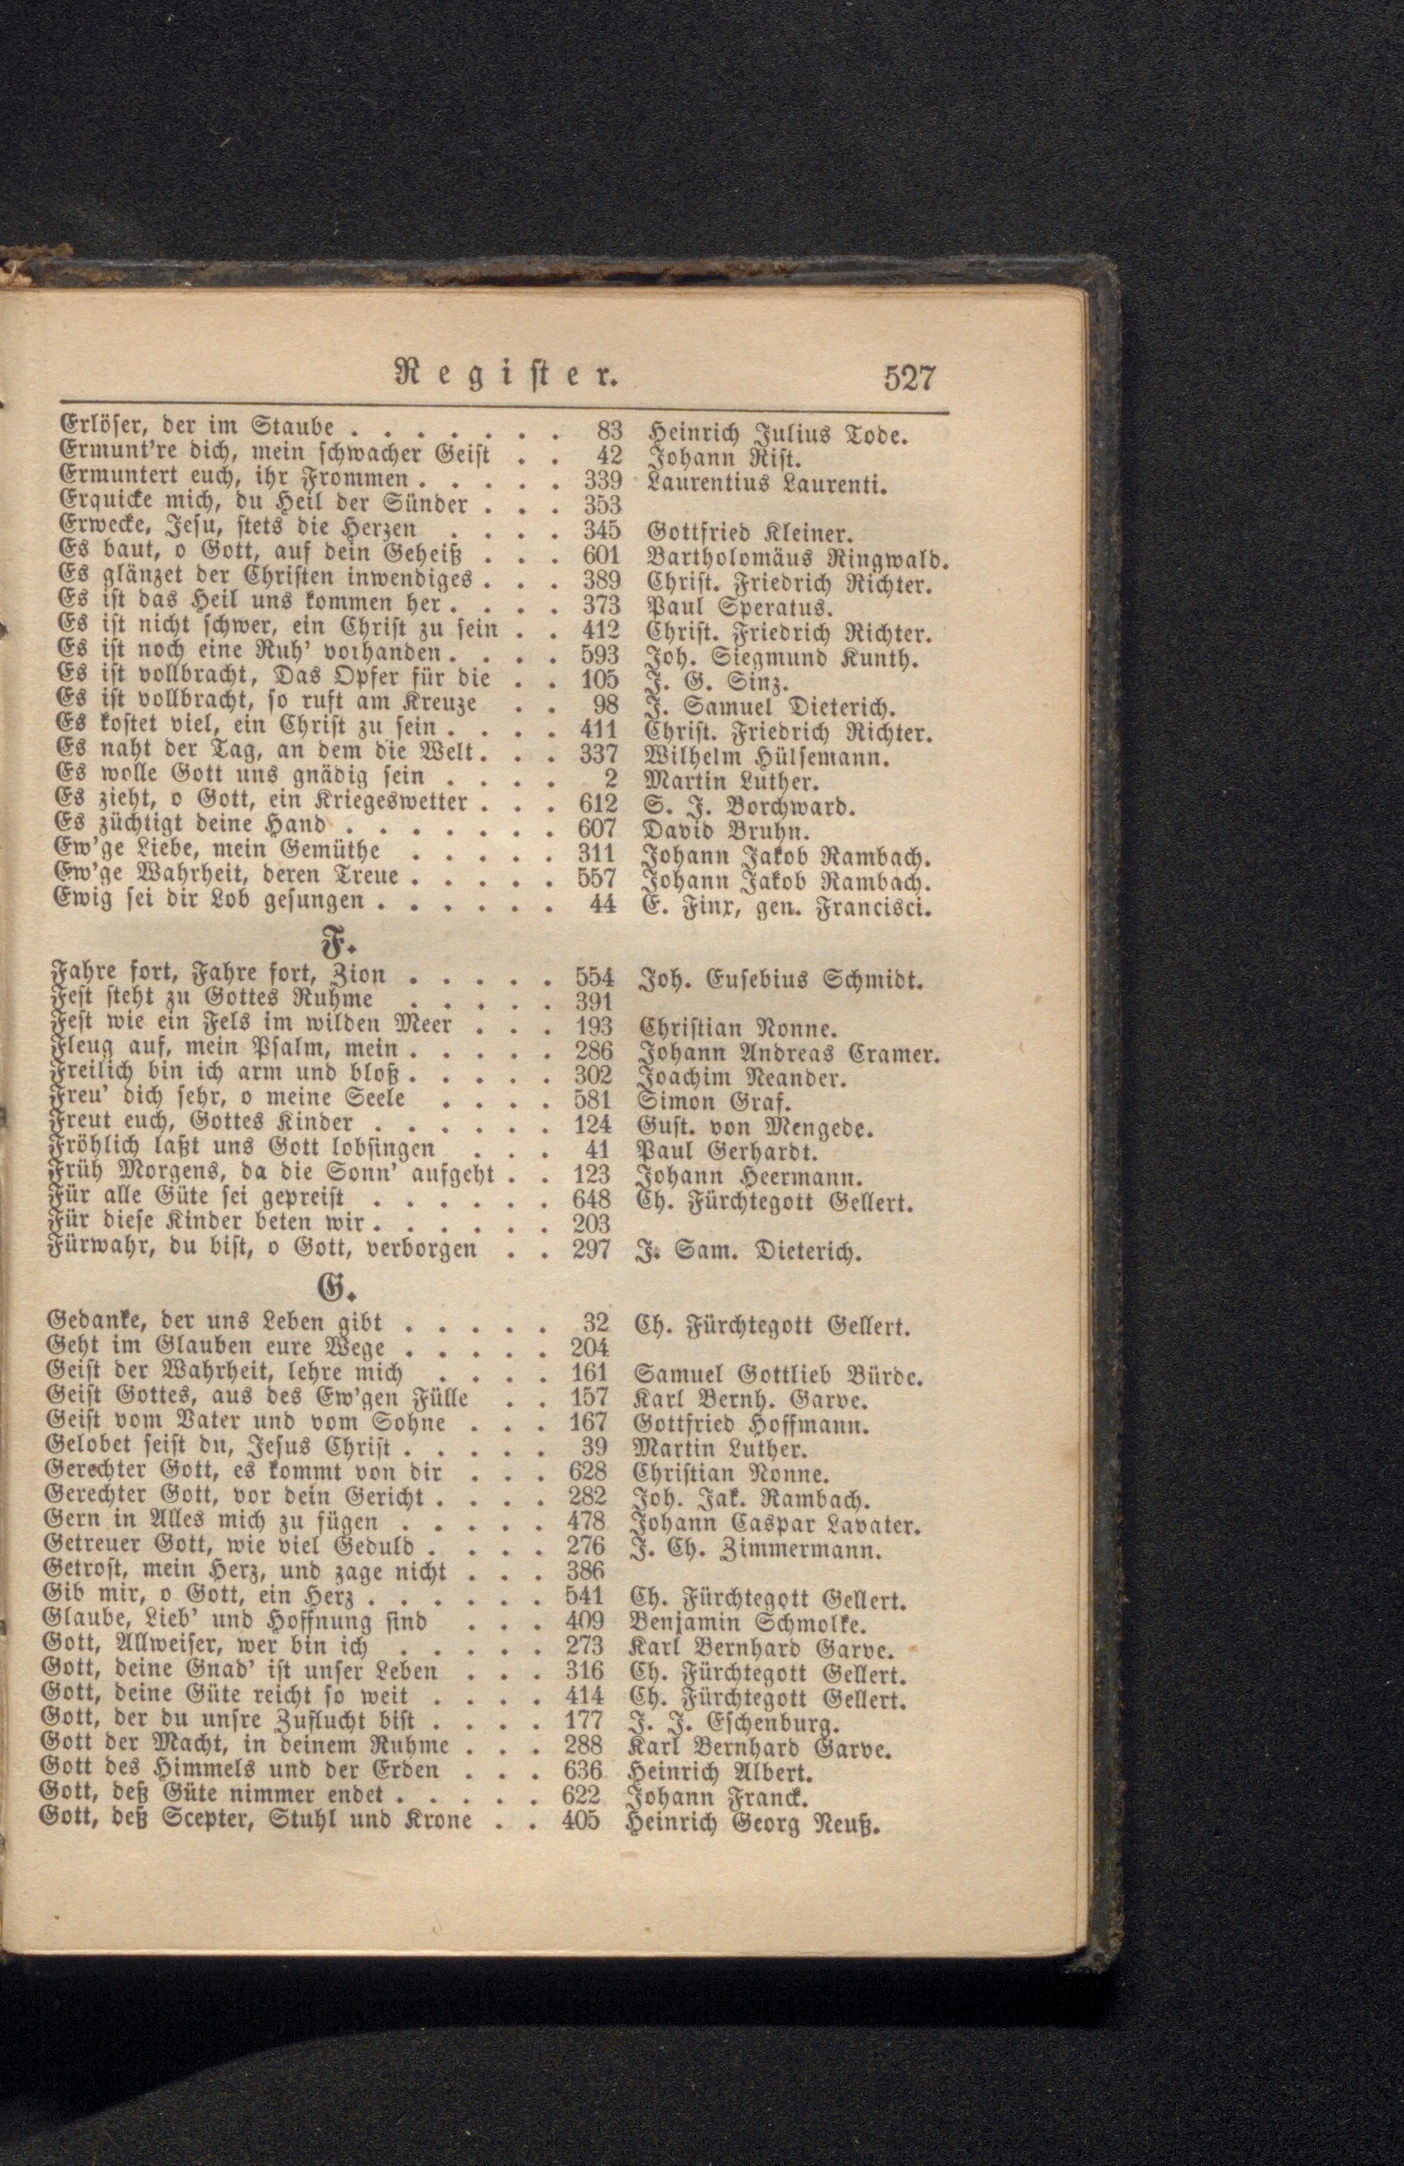 Register. 527
Erlöser, der im Staube . . . . . . . 83 Heinrich Julius Tode.
Ermunt're dich, mein schwacher Geist . . 42 Johann Rist.
Ermuntert euch, ihr Frommen . . . . . 339 Laurentius Laurenti.
Erquicke mich, du Heil der Sünder . . . 353
Erwecke, Jesu, stets die Herzen . . . . 345 Gottfried Kleiner.
Es baut, o Gott, auf dein Geheiß . . . 601 Bartholomäus Ringwald.
Es glänzet der Christen inwendiges . . . 389 Christ. Friedrich Richter.
Es ist das Heil uns kommen her . . . . 373 Paul Speratus.
Es ist nicht schwer, ein Christ zu sein . . 412 Christ. Friedrich Richter.
Es ist noch eine Ruh' vorhanden . . . . 593 Joh. Siegmund Kunth.
Es ist vollbracht, Das Opfer für die . . 105 J. G. Sinz.
Es ist vollbracht, so ruft am Kreuze . . 98 J. Samuel Dieterich.
Es kostet viel, ein Christ zu sein . . . . 411 Christ. Friedrich Richter.
Es naht der Tag, an dem die Welt . . . 337 Wilhelm Hülsemann.
Es wolle Gott uns gnädig sein . . . . 2 Martin Luther.
Es zieht, o Gott, ein Kriegeswetter . . . 612 S. J. Borchward.
Es züchtigt deine Hand . . . . . . . 607 David Bruhn.
Ew'ge Liebe, mein Gemüthe . . . . . 311 Johann Jakob Rambach.
Ew'ge Wahrheit, deren Treue . . . . . 557 Johann Jakob Rambach.
Ewig sei dir Lob gesungen . . . . . . 44 E. Finx, gen. Francisci.
F.
Fahre fort, Fahre fort, Zion . . . . . 554 Joh. Eusebius Schmidt.
Fest steht zu Gottes Ruhme . . . . . 391
Fest wie ein Fels im wilden Meer . . . 193 Christian Nonne.
Fleug auf, mein Psalm, mein . . . . . 286 Johann Andreas Cramer.
Freilich bin ich arm und bloß . . . . . 302 Joachim Neander.
Freu' dich sehr, o meine Seele . . . . 581 Simon Graf.
Freut euch, Gottes Kinder . . . . . . 124 Gust. von Mengede.
Fröhlich laßt uns Gott lobsingen . . . 41 Paul Gerhardt.
Früh Morgens, da die Sonn' aufgeht . . 123 Johann Heermann.
Für alle Güte sei gepreist . . . . . . 648 Ch. Fürchtegott Gellert.
Für diese Kinder beten wir . . . . . . 203
Fürwahr, du bist, o Gott, verborgen . . 297 J. Sam. Dieterich.
G.
Gedanke, der uns Leben gibt . . . . . 32 Ch. Fürchtegott Gellert.
Geht im Glauben eure Wege . . . . . 204
Geist der Wahrheit, lehre mich . . . . 161 Samuel Gottlieb Bürde.
Geist Gottes, aus des Ew'gen Fülle . . 157 Karl Bernh. Garve.
Geist vom Vater und vom Sohne . . . 167 Gottfried Hoffmann.
Gelobet seist du, Jesus Christ . . . . . 39 Martin Luther.
Gerechter Gott, es kommt von dir . . . 628 Christian Nonne.
Gerechter Gott, vor dein Gericht . . . . 282 Joh. Jak. Rambach.
Gern in Alles mich zu fügen . . . . . 478 Johann Caspar Lavater.
Getreuer Gott, wie viel Geduld . . . . 276 J. Ch. Zimmermann.
Getrost, mein Herz, und zage nicht . . . 386
Gib mir, o Gott, ein Herz . . . . . . 541 Ch. Fürchtegott Gellert.
Glaube, Lieb' und Hoffnung sind . . . 409 Benjamin Schmolke.
Gott, Allweiser, wer bin ich . . . . . 273 Karl Bernhard Garve.
Gott, deine Gnad' ist unser Leben . . . 316 Ch. Fürchtegott Gellert.
Gott, deine Güte reicht so weit . . . . 414 Ch. Fürchtegott Gellert.
Gott, der du unsre Zuflucht bist . . . . 177 J. J. Eschenburg.
Gott der Macht, in deinem Ruhme . . . 288 Karl Bernhard Garve.
Gott des Himmels und der Erden . . . 636 Heinrich Albert.
Gott, deß Güte nimmer endet . . . . . 622 Johann Franck.
Gott, deß Scepter, Stuhl und Krone . . 405 Heinrich Georg Neuß.